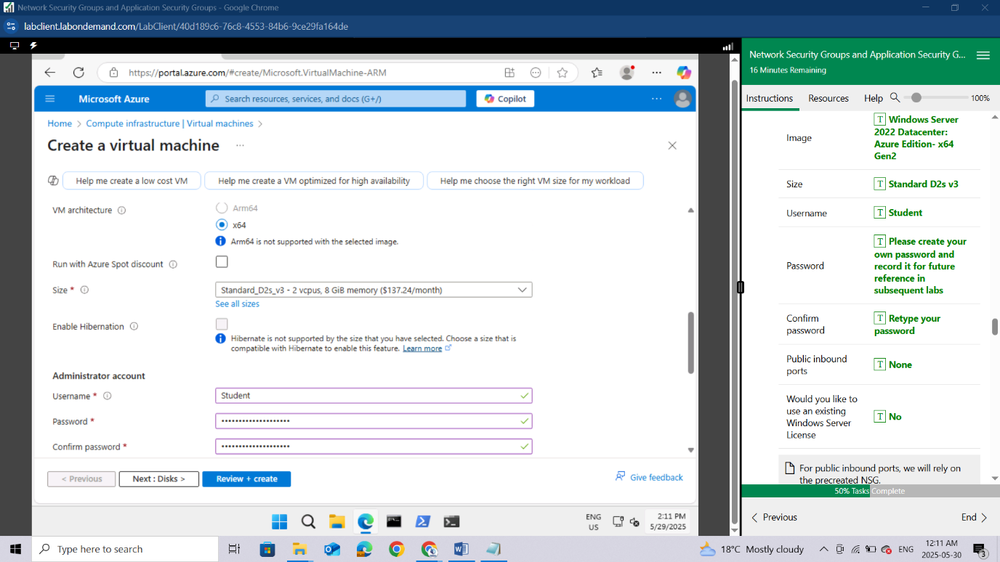 Network Security Groups and Application Security Groups - Google Chrome
labclient.labondemand.com/LabClient/40d189c6-76c8-4553-84b6-9ce29fa164de
https://portal.azure.com/#create/Microsoft.VirtualMachine-ARM
Microsoft Azure
Search resources, services, and docs (G+/)
Copilot
Home > Compute infrastructure | Virtual machines >
Create a virtual machine
Help me create a low cost VM
Help me create a VM optimized for high availability
Help me choose the right VM size for my workload
VM architecture
Arm64
x64
Arm64 is not supported with the selected image.
Run with Azure Spot discount
Size *
Standard_D2s_v3 - 2 vcpus, 8 GiB memory ($137.24/month)
See all sizes
Enable Hibernation
Hibernate is not supported by the size that you have selected. Choose a size that is
compatible with Hibernate to enable this feature. Learn more
Administrator account
Username *
Student
Password *
••••••••••••••••••••
Confirm password *
••••••••••••••••••••
< Previous
Next : Disks >
Review + create
Give feedback
ENG
US
2:11 PM
5/29/2025
Network Security Groups and Application Security G...
16 Minutes Remaining
Instructions
Resources
Help
100%
Image
T Windows Server
2022 Datacenter:
Azure Edition- x64
Gen2
Size
T Standard D2s v3
Username
T Student
Password
T Please create your
own password and
record it for future
reference in
subsequent labs
Confirm
password
T Retype your
password
Public inbound
ports
T None
Would you like to
use an existing
Windows Server
License
T No
For public inbound ports, we will rely on
the precreated NSG.
50% Tasks Complete
< Previous
End >
Type here to search
18°C Mostly cloudy
ENG
12:11 AM
2025-05-30
3